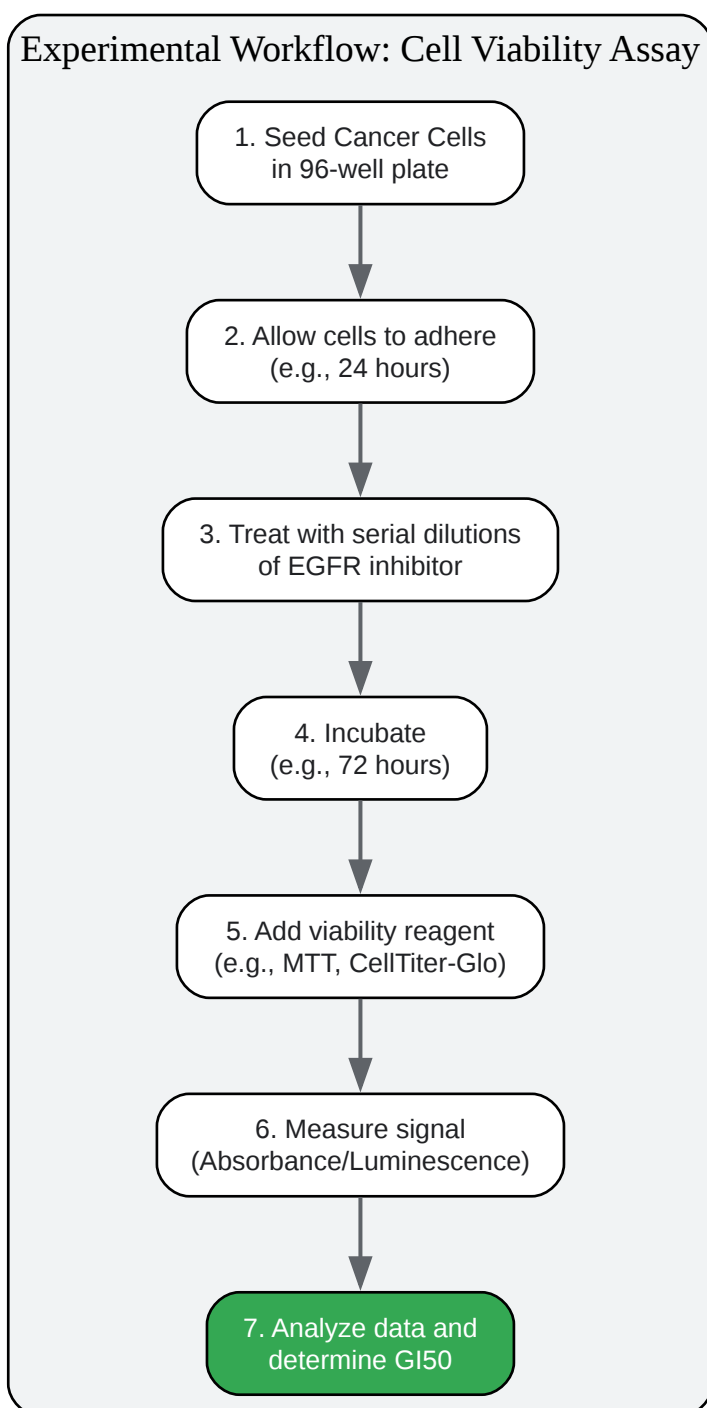 Experimental Workflow: Cell Viability Assay
1. Seed Cancer Cells
in 96-well plate
2. Allow cells to adhere
(e.g., 24 hours)
3. Treat with serial dilutions
of EGFR inhibitor
4. Incubate
(e.g., 72 hours)
5. Add viability reagent
(e.g., MTT, CellTiter-Glo)
6. Measure signal
(Absorbance/Luminescence)
7. Analyze data and
determine GI50